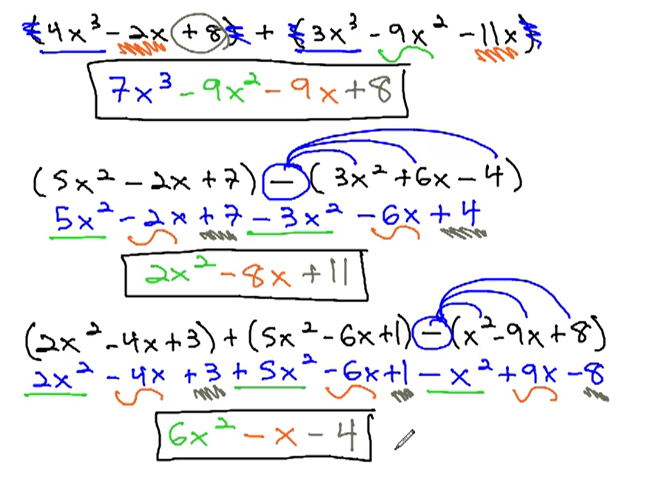 (4x³ - 2x + 8) + (3x³ - 9x² - 11x)
7x³ - 9x² - 9x + 8
(5x² - 2x + 7) - (3x² + 6x - 4)
5x² - 2x + 7 - 3x² - 6x + 4
2x² - 8x + 11
(2x² - 4x + 3) + (5x² - 6x + 1) - (x² - 9x + 8)
2x² - 4x + 3 + 5x² - 6x + 1 - x² + 9x - 8
6x² - x - 4